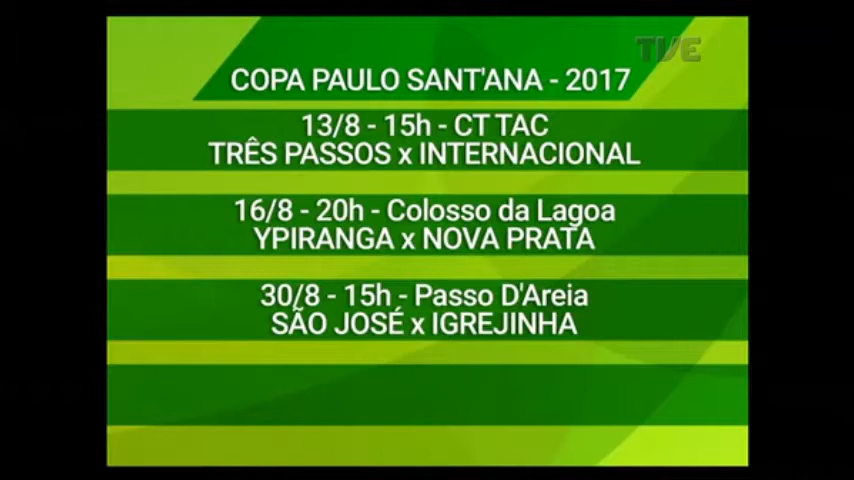 TVE
COPA PAULO SANT'ANA - 2017
13/8 - 15h - CT TAC
TRÊS PASSOS x INTERNACIONAL
16/8 - 20h - Colosso da Lagoa
YPIRANGA x NOVA PRATA
30/8 - 15h - Passo D'Areia
SÃO JOSÉ x IGREJINHA